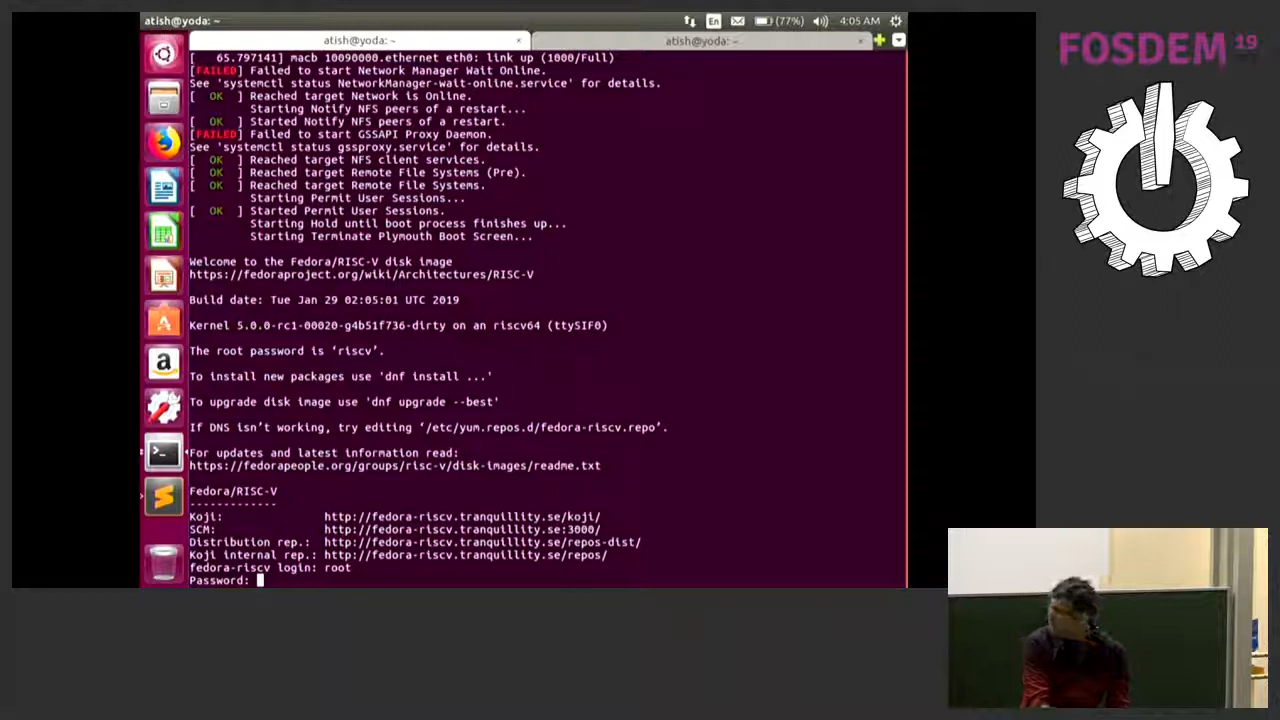 atish@yoda: ~
En
(77%)
4:05 AM
FOSDEM 19
atish@yoda: ~ ×
atish@yoda: ~ ×
[   65.797141] macb 10090000.ethernet eth0: link up (1000/Full)
[FAILED] Failed to start Network Manager Wait Online.
See 'systemctl status NetworkManager-wait-online.service' for details.
[  OK  ] Reached target Network is Online.
Starting Notify NFS peers of a restart...
[  OK  ] Started Notify NFS peers of a restart.
[FAILED] Failed to start GSSAPI Proxy Daemon.
See 'systemctl status gssproxy.service' for details.
[  OK  ] Reached target NFS client services.
[  OK  ] Reached target Remote File Systems (Pre).
[  OK  ] Reached target Remote File Systems.
Starting Permit User Sessions...
[  OK  ] Started Permit User Sessions.
Starting Hold until boot process finishes up...
Starting Terminate Plymouth Boot Screen...
Welcome to the Fedora/RISC-V disk image
https://fedoraproject.org/wiki/Architectures/RISC-V
Build date: Tue Jan 29 02:05:01 UTC 2019
Kernel 5.0.0-rc1-00020-g4b51f736-dirty on an riscv64 (ttySIF0)
The root password is ‘riscv’.
To install new packages use 'dnf install ...'
To upgrade disk image use 'dnf upgrade --best'
If DNS isn’t working, try editing ‘/etc/yum.repos.d/fedora-riscv.repo’.
For updates and latest information read:
https://fedorapeople.org/groups/risc-v/disk-images/readme.txt
Fedora/RISC-V
-------------
Koji:               http://fedora-riscv.tranquillity.se/koji/
SCM:                http://fedora-riscv.tranquillity.se:3000/
Distribution rep.:  http://fedora-riscv.tranquillity.se/repos-dist/
Koji internal rep.: http://fedora-riscv.tranquillity.se/repos/
fedora-riscv login: root
Password: